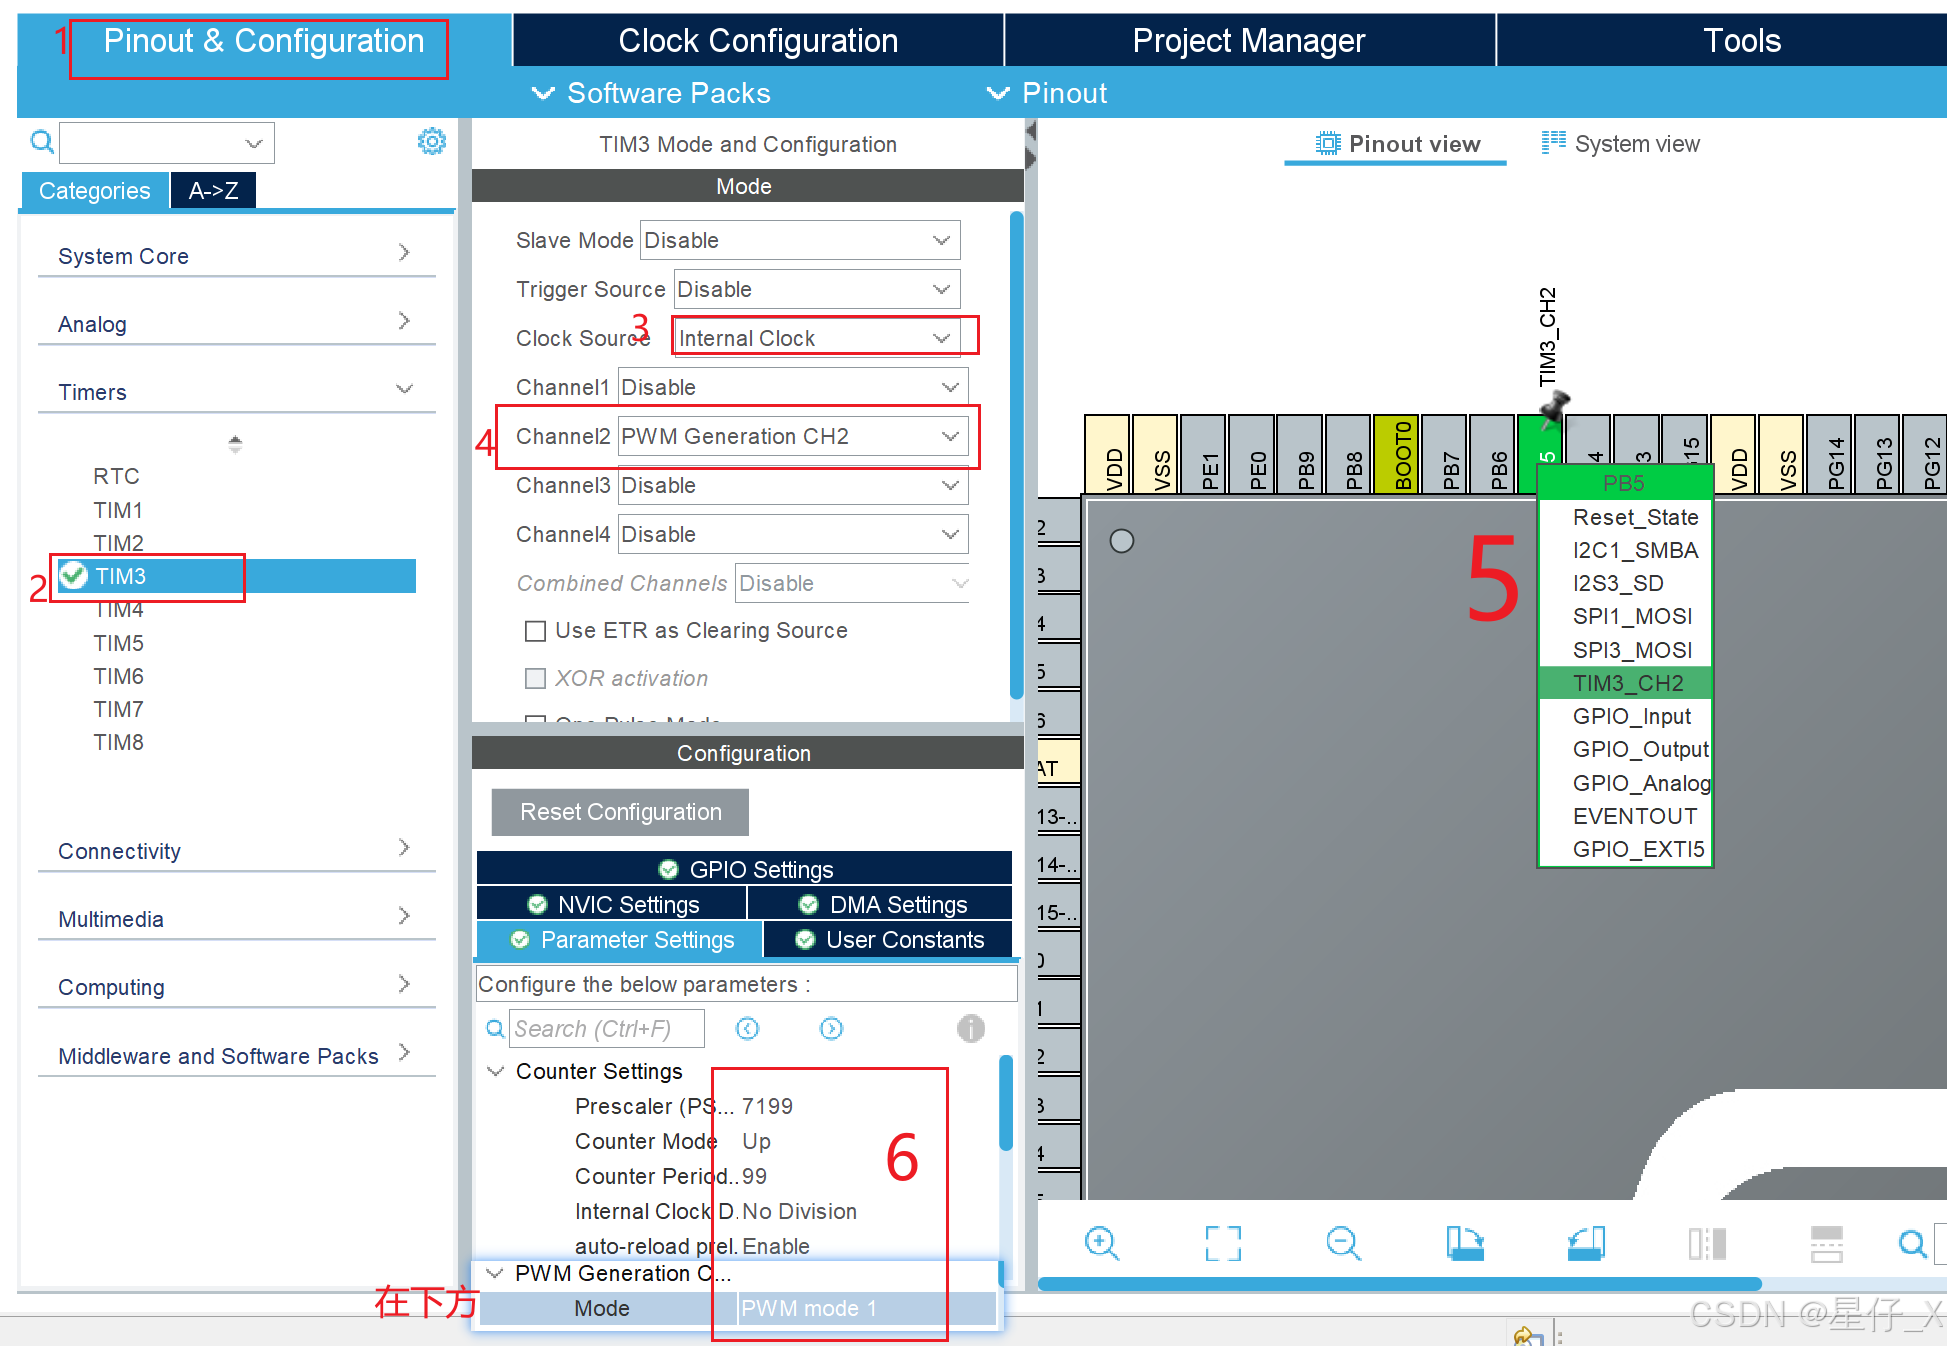 1
Pinout & Configuration
Clock Configuration
Project Manager
Tools
Software Packs
Pinout
Categories
A->Z
System Core
Analog
Timers
RTC
TIM1
TIM2
2
TIM3
TIM4
TIM5
TIM6
TIM7
TIM8
Connectivity
Multimedia
Computing
Middleware and Software Packs
TIM3 Mode and Configuration
Mode
Slave Mode Disable
Trigger Source Disable
3
Clock Source Internal Clock
Channel1 Disable
4
Channel2 PWM Generation CH2
Channel3 Disable
Channel4 Disable
Combined Channels Disable
Use ETR as Clearing Source
XOR activation
One Pulse Mode
Configuration
Reset Configuration
GPIO Settings
NVIC Settings
DMA Settings
Parameter Settings
User Constants
Configure the below parameters :
Search (Ctrl+F)
Counter Settings
Prescaler (PS... 7199
Counter Mode Up
Counter Period.. 99
Internal Clock D. No Division
auto-reload prel. Enable
6
PWM Generation C...
在下方
Mode PWM mode 1
Pinout view
System view
TIM3_CH2
VDD
VSS
PE1
PE0
PB9
PB8
BOOT0
PB7
PB6
5
4
3
15
VDD
VSS
PG14
PG13
PG12
2
3
4
5
6
AT
13-..
14-..
15-..
0
1
2
3
4
5
PB5
Reset_State
I2C1_SMBA
I2S3_SD
SPI1_MOSI
SPI3_MOSI
TIM3_CH2
GPIO_Input
GPIO_Output
GPIO_Analog
EVENTOUT
GPIO_EXTI5
CSDN @星仔_X